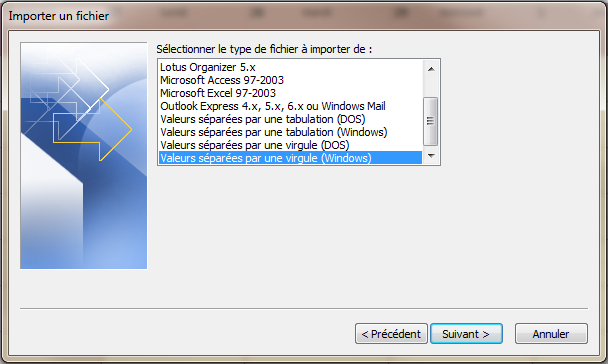 Importer un fichier
Sélectionner le type de fichier à importer de :
Lotus Organizer 5.x
Microsoft Access 97-2003
Microsoft Excel 97-2003
Outlook Express 4.x, 5.x, 6.x ou Windows Mail
Valeurs séparées par une tabulation (DOS)
Valeurs séparées par une tabulation (Windows)
Valeurs séparées par une virgule (DOS)
Valeurs séparées par une virgule (Windows)
< Précédent Suivant > Annuler